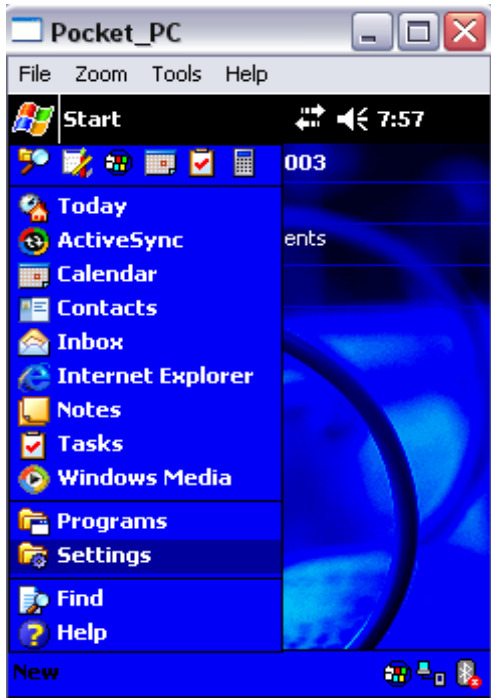 Pocket_PC
File Zoom Tools Help
Start 7:57
003
Today
ActiveSync
ents
Calendar
Contacts
Inbox
Internet Explorer
Notes
Tasks
Windows Media
Programs
Settings
Find
Help
New